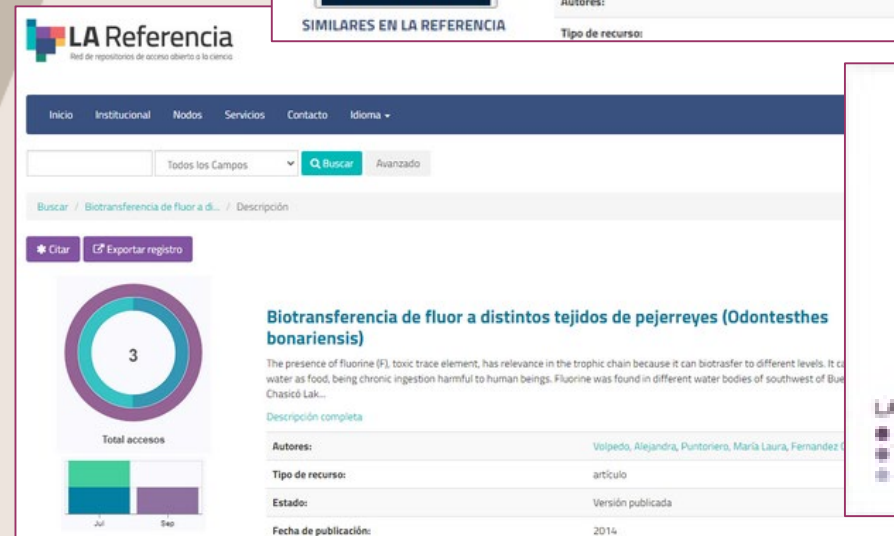 SIMILARES EN LA REFERENCIA
Autores:
Tipo de recurso:
LA Referencia
Red de repositorios de acceso abierto a la ciencia
Inicio Institucional Nodos Servicios Contacto Idioma
Todos los Campos Buscar Avanzado
Buscar / Biotransferencia de fluor a di... / Descripción
Citar Exportar registro
3
Total accesos
Jul Sep
Biotransferencia de fluor a distintos tejidos de pejerreyes (Odontesthes
bonariensis)
The presence of fluorine (F), toxic trace element, has relevance in the trophic chain because it can biotrasfer to different levels. It
water as food, being chronic ingestion harmful to human beings. Fluorine was found in different water bodies of southwest of
Chasicó Lak...
Descripción completa
Autores: Volpedo, Alejandra, Puntoriero, María Laura, Fernandez
Tipo de recurso: artículo
Estado: Versión publicada
Fecha de publicación: 2014